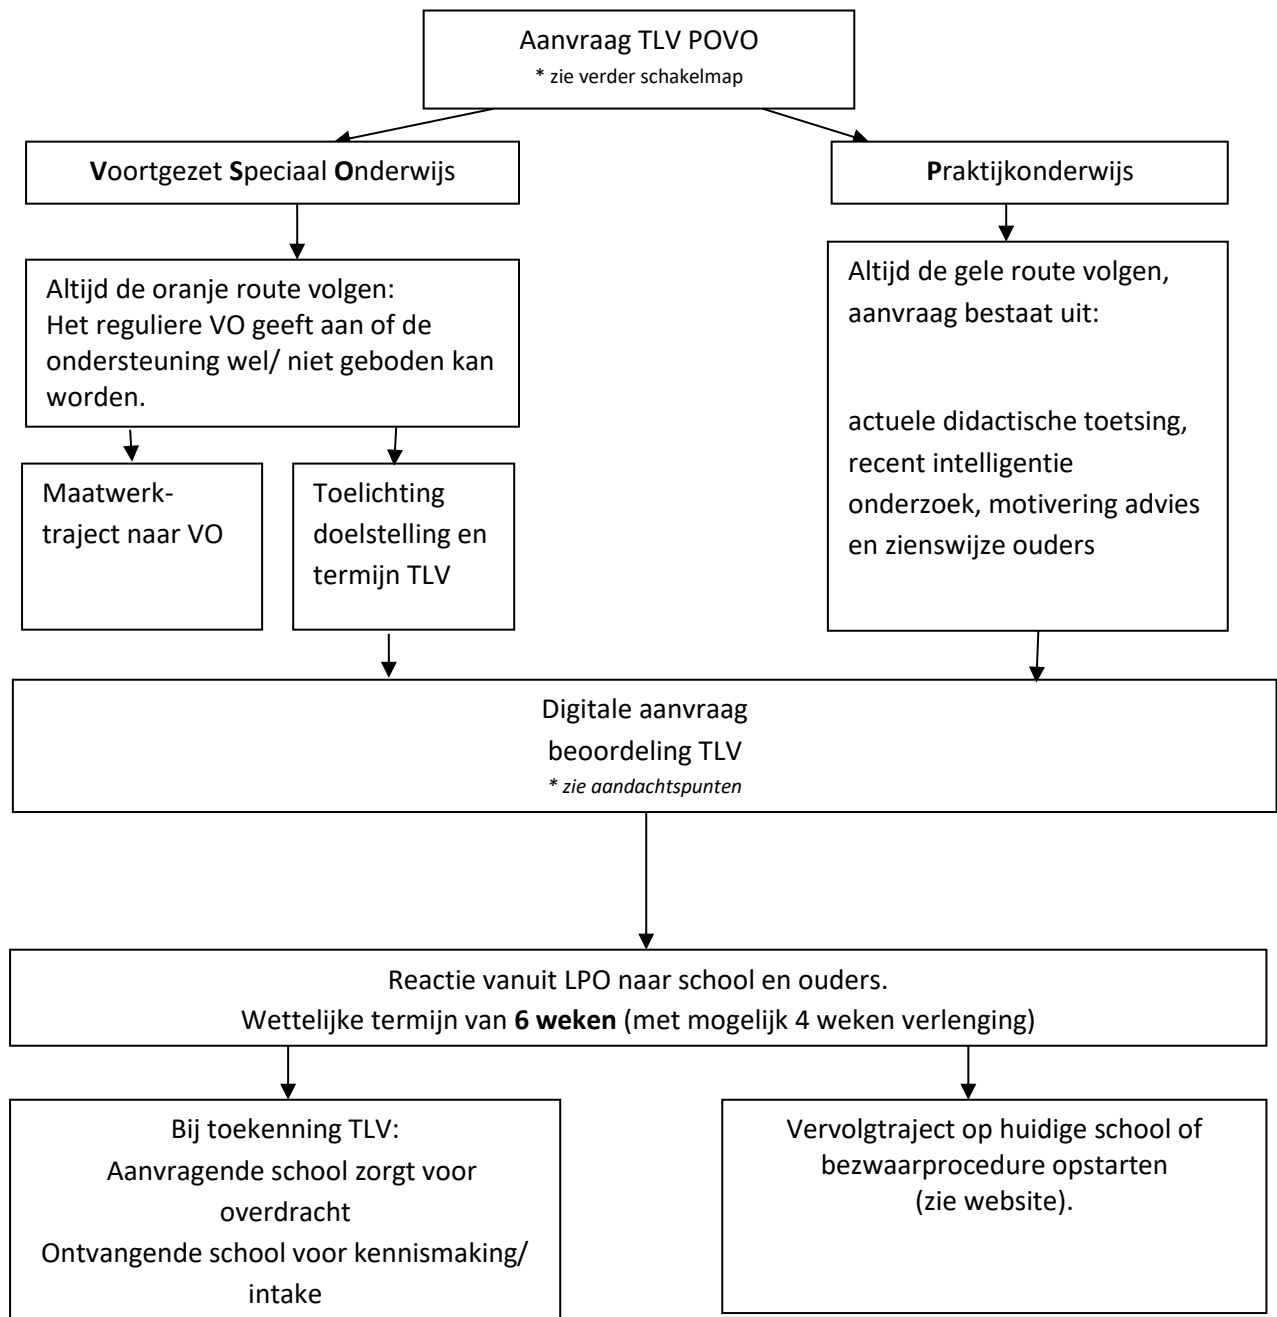 Aanvraag TLV POVO
* zie verder schakelmap
Voortgezet Speciaal Onderwijs
Praktijkonderwijs
Altijd de oranje route volgen:
Het reguliere VO geeft aan of de
ondersteuning wel/ niet geboden kan
worden.
Altijd de gele route volgen,
aanvraag bestaat uit:
actuele didactische toetsing,
recent intelligentie
onderzoek, motivering advies
en zienswijze ouders
Maatwerk-
traject naar VO
Toelichting
doelstelling en
termijn TLV
Digitale aanvraag
beoordeling TLV
* zie aandachtspunten
Reactie vanuit LPO naar school en ouders.
Wettelijke termijn van 6 weken (met mogelijk 4 weken verlenging)
Bij toekenning TLV:
Aanvragende school zorgt voor
overdracht
Ontvangende school voor kennismaking/
intake
Vervolgtraject op huidige school of
bezwaarprocedure opstarten
(zie website).